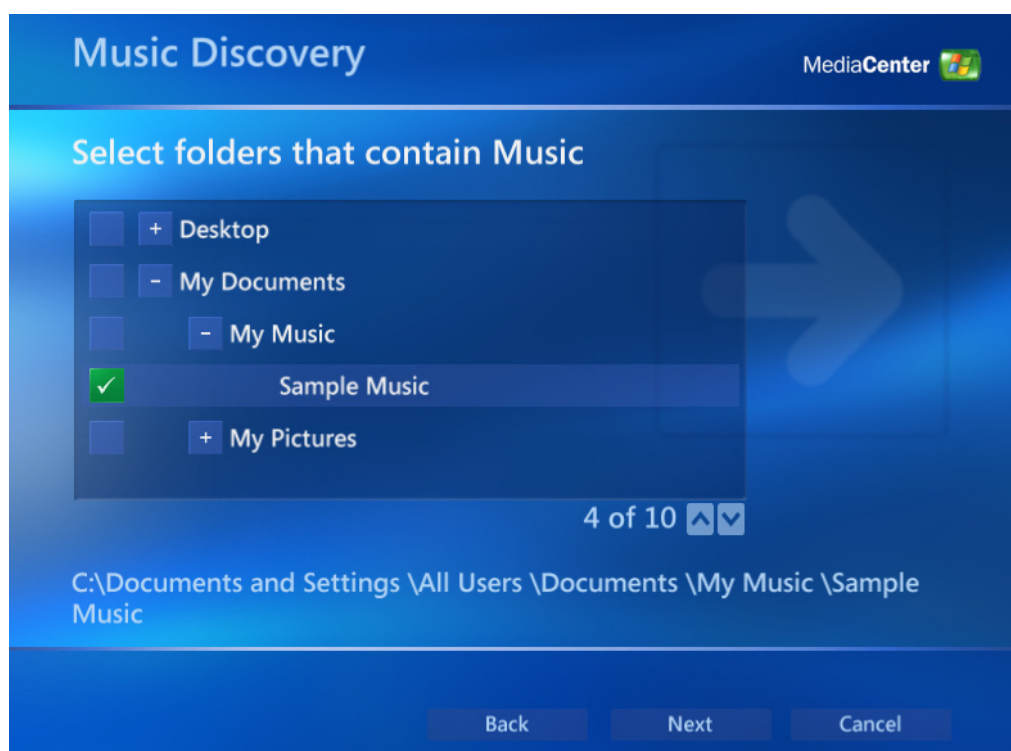 Music Discovery
MediaCenter
Select folders that contain Music
+ Desktop
- My Documents
- My Music
Sample Music
+ My Pictures
4 of 10
C:\Documents and Settings \All Users \Documents \My Music \Sample
Music
Back Next Cancel